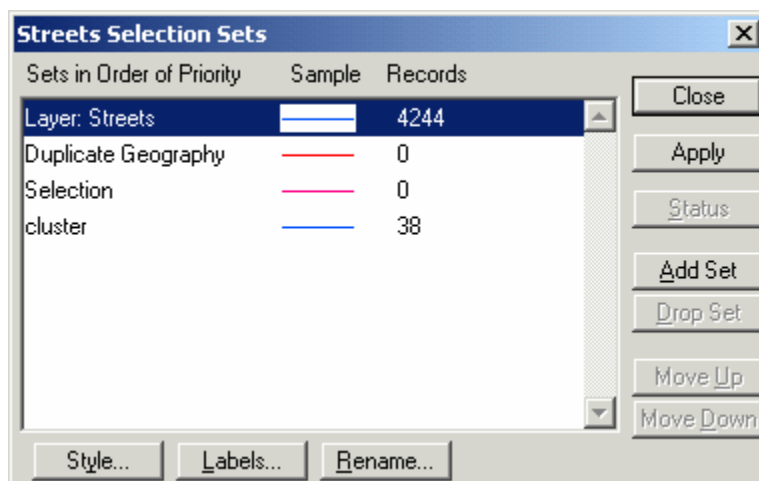 Streets Selection Sets
Sets in Order of Priority Sample Records
Layer: Streets 4244
Duplicate Geography 0
Selection 0
cluster 38
Close
Apply
Status
Add Set
Drop Set
Move Up
Move Down
Style... Labels... Rename...